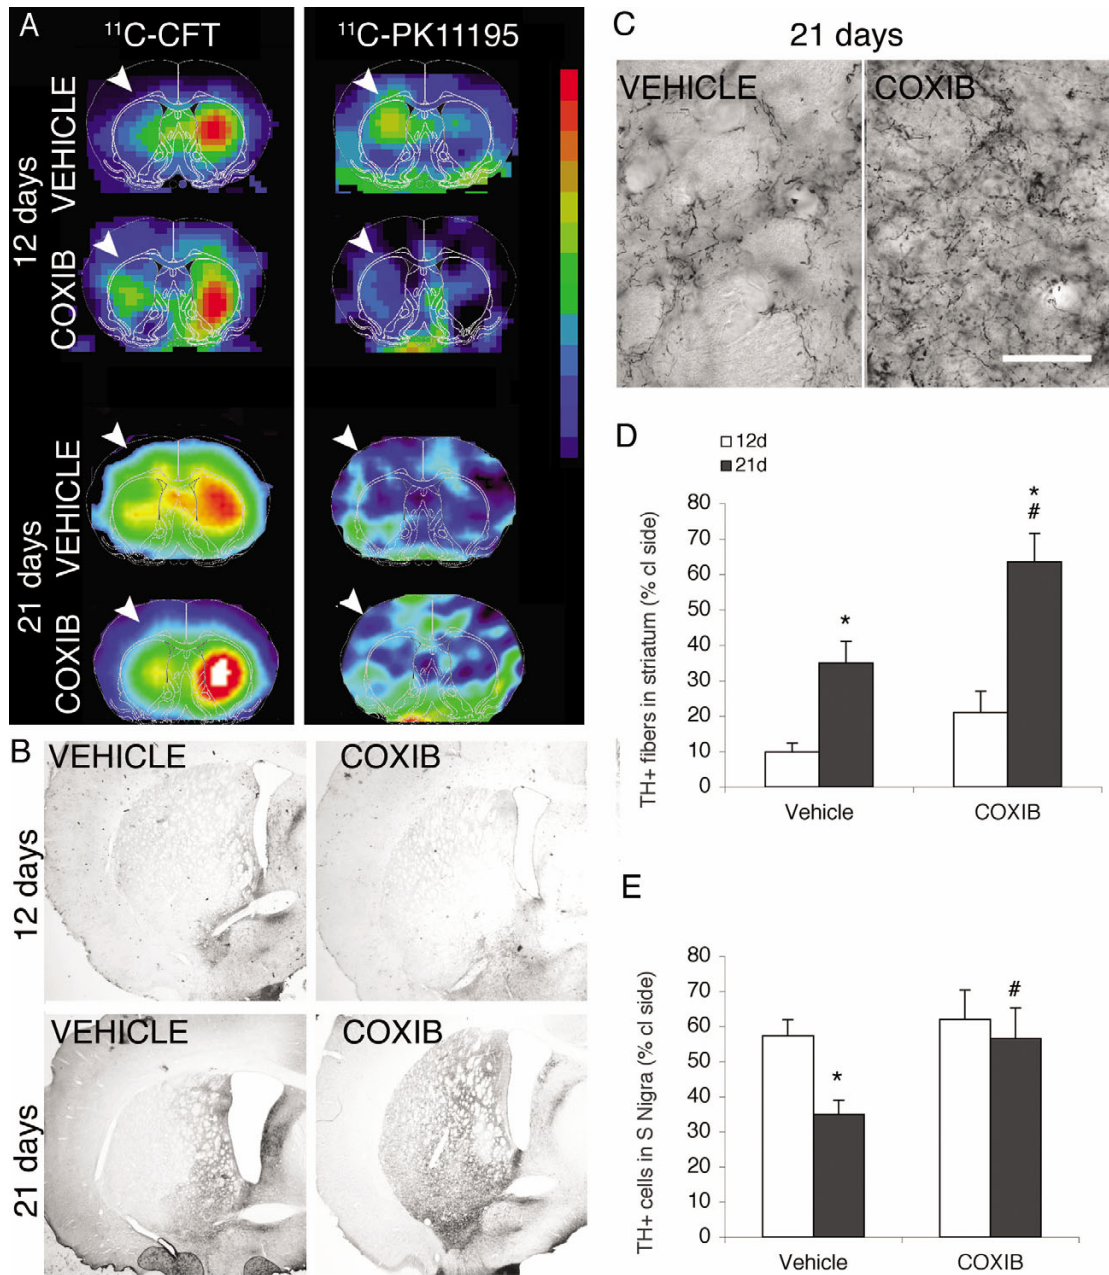 A
¹¹C-CFT
¹¹C-PK11195
12 days
VEHICLE
COXIB
21 days
VEHICLE
COXIB
B
VEHICLE
COXIB
12 days
VEHICLE
COXIB
21 days
C
21 days
VEHICLE
COXIB
D
12d
21d
TH+ fibers in striatum (% cl side)
80
70
60
50
40
30
20
10
0
*
*
#
Vehicle
COXIB
E
TH+ cells in S Nigra (% cl side)
80
70
60
50
40
30
20
10
0
*
#
Vehicle
COXIB